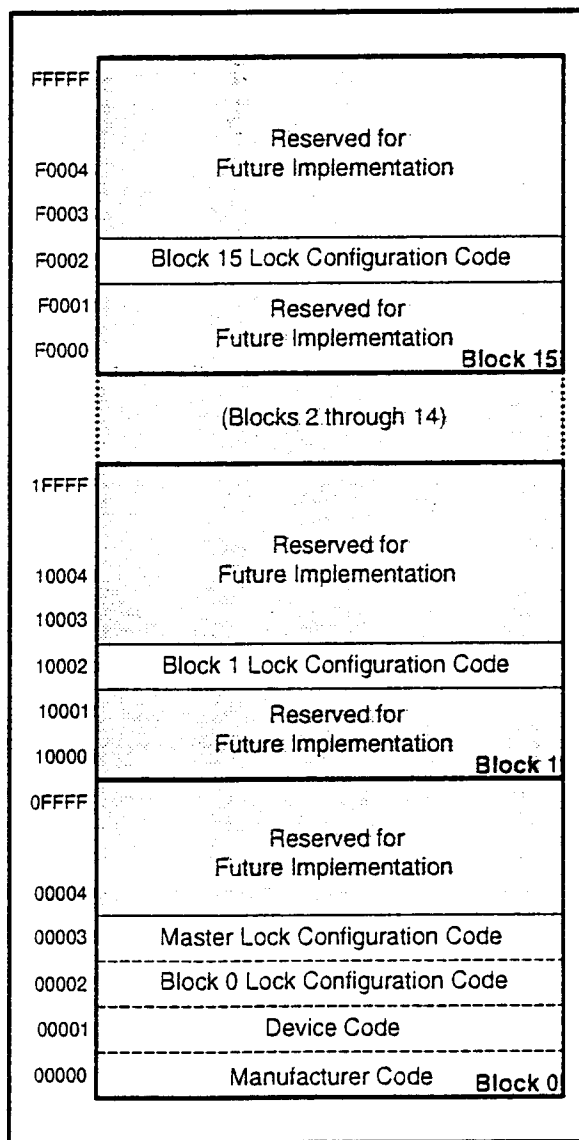 FFFFF
Reserved for
Future Implementation
F0004
F0003
F0002 Block 15 Lock Configuration Code
F0001 Reserved for
Future Implementation
F0000 Block 15
(Blocks 2 through 14)
1FFFF
Reserved for
Future Implementation
10004
10003
10002 Block 1 Lock Configuration Code
10001 Reserved for
Future Implementation
10000 Block 1
0FFFF
Reserved for
Future Implementation
00004
00003 Master Lock Configuration Code
00002 Block 0 Lock Configuration Code
00001 Device Code
00000 Manufacturer Code Block 0